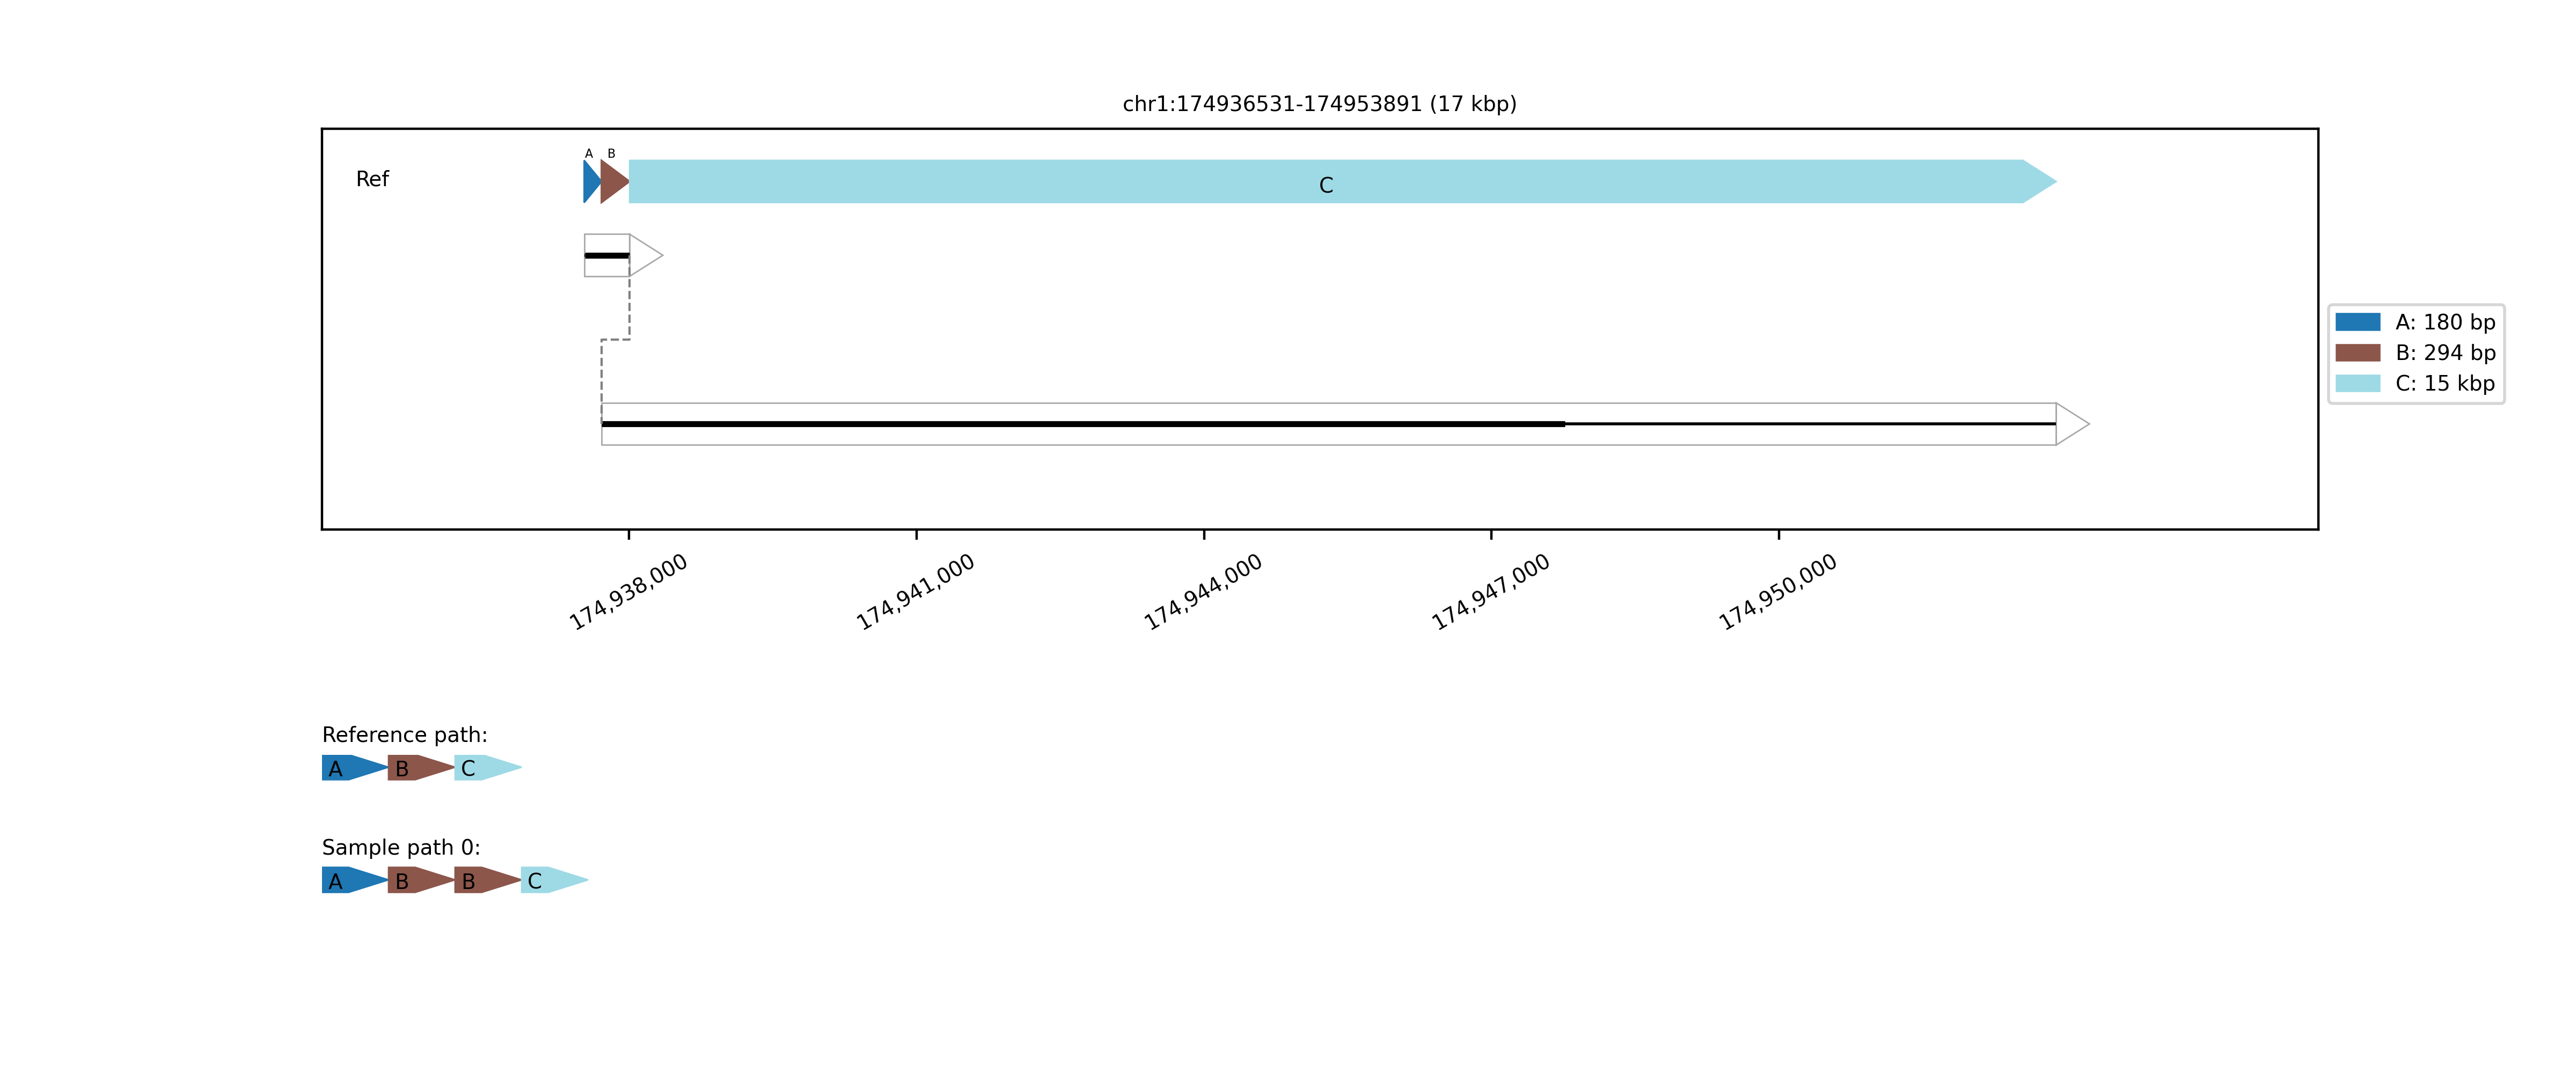 chr1:174936531-174953891 (17 kbp)
A B
Ref
C
A: 180 bp
B: 294 bp
C: 15 kbp
174,938,000 174,941,000 174,944,000 174,947,000 174,950,000
Reference path:
A B C
Sample path 0:
A B B C